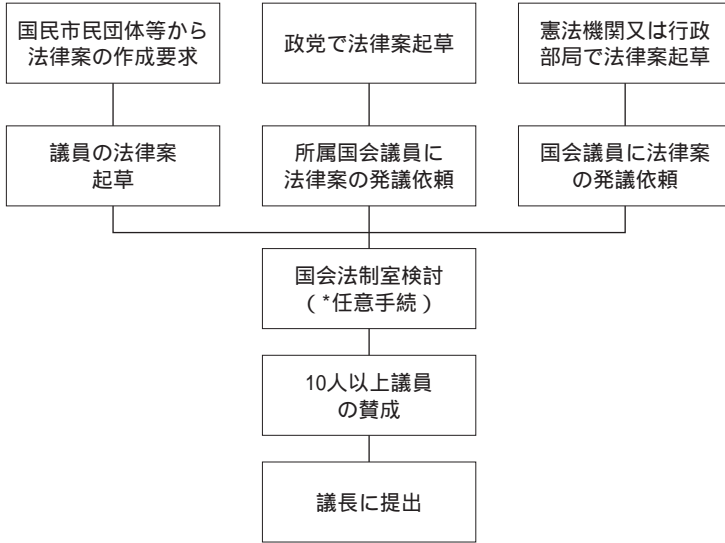 国民市民団体等から
法律案の作成要求
政党で法律案起草
憲法機関又は行政
部局で法律案起草
議員の法律案
起草
所属国会議員に
法律案の発議依頼
国会議員に法律案
の発議依頼
国会法制室検討
（*任意手続）
10人以上議員
の賛成
議長に提出